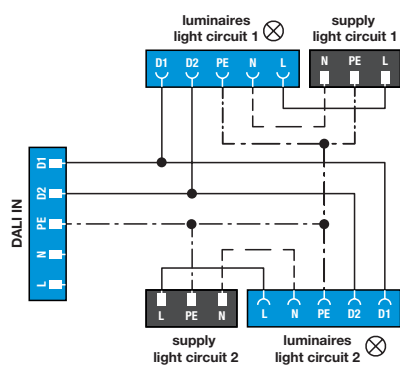 luminaires
light circuit 1
supply
light circuit 1
D1 D2 PE N L
N PE L
DALI IN
D1
D2
PE
N
L
L PE N
L N PE D2 D1
supply
light circuit 2
luminaires
light circuit 2